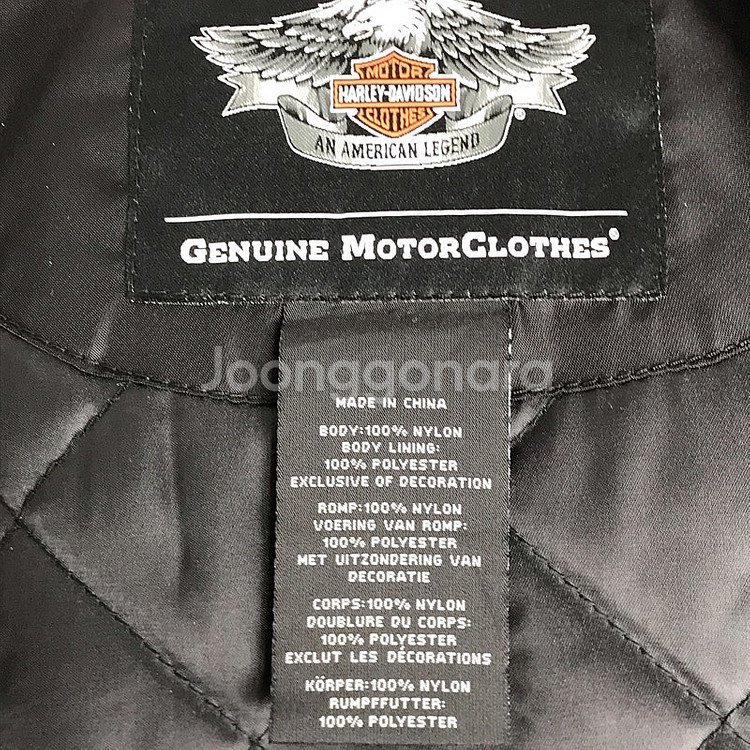 MOTOR
HARLEY-DAVIDSON
CLOTHES
®
AN AMERICAN LEGEND
GENUINE MOTORCLOTHES®
Joonggonara
MADE IN CHINA
BODY:100% NYLON
BODY LINING:
100% POLYESTER
EXCLUSIVE OF DECORATION
ROMP:100% NYLON
VOERING VAN ROMP:
100% POLYESTER
MET UITZONDERING VAN
DECORATIE
CORPS:100% NYLON
DOUBLURE DU CORPS:
100% POLYESTER
EXCLUT LES DÉCORATIONS
KÖRPER:100% NYLON
RUMPFFUTTER:
100% POLYESTER